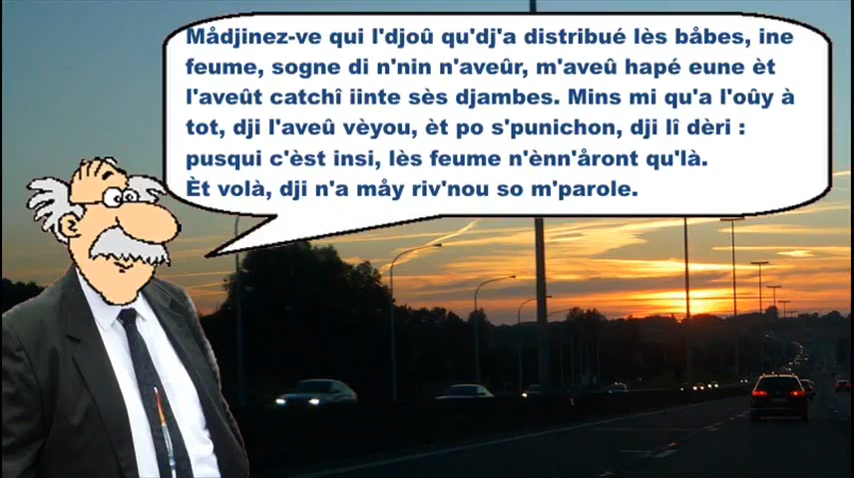 Mådjinez-ve qui l'djoû qu'dj'a distribué lès båbes, ine
feume, sogne di n'nin n'aveûr, m'aveû hapé eune èt
l'aveût catchî iinte sès djambes. Mins mi qu'a l'oûy à
tot, dji l'aveû vèyou, èt po s'punichon, dji lî dèri :
pusqui c'èst insi, lès feume n'ènn'åront qu'là.
Èt volà, dji n'a måy riv'nou so m'parole.